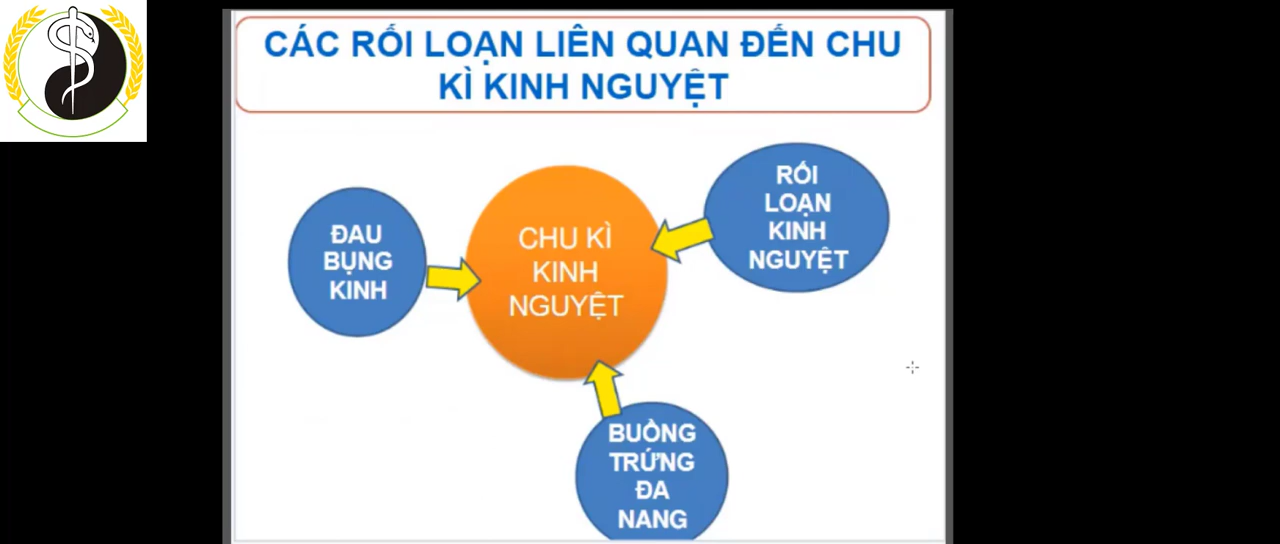 CÁC RỐI LOẠN LIÊN QUAN ĐẾN CHU
KÌ KINH NGUYỆT
ĐAU
BỤNG
KINH
CHU KÌ
KINH
NGUYỆT
RỐI
LOẠN
KINH
NGUYỆT
BUỒNG
TRỨNG
ĐA
NANG